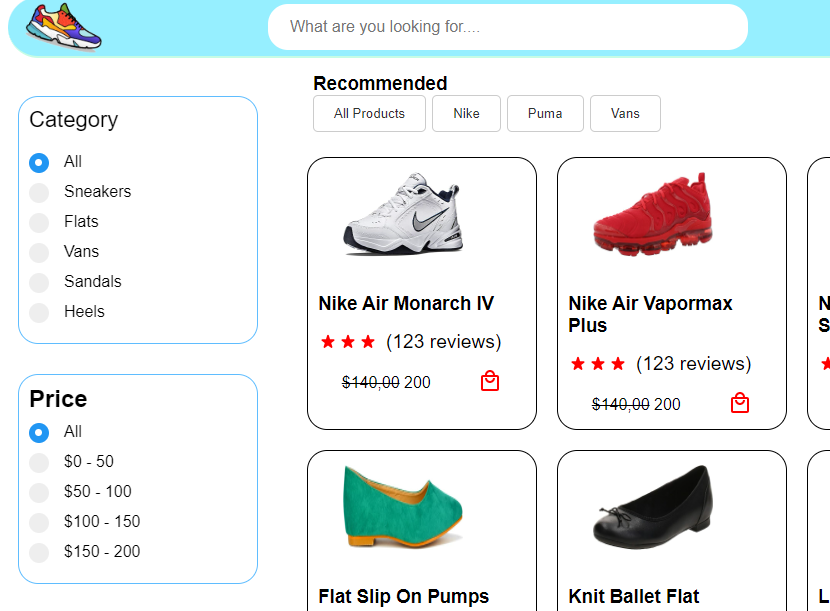 What are you looking for....
Recommended
All Products
Nike
Puma
Vans
Category
All
Sneakers
Flats
Vans
Sandals
Heels
Price
All
$0 - 50
$50 - 100
$100 - 150
$150 - 200
Nike Air Monarch IV
(123 reviews)
$140,00 200
Nike Air Vapormax
Plus
(123 reviews)
$140,00 200
N
S
Flat Slip On Pumps
Knit Ballet Flat
L